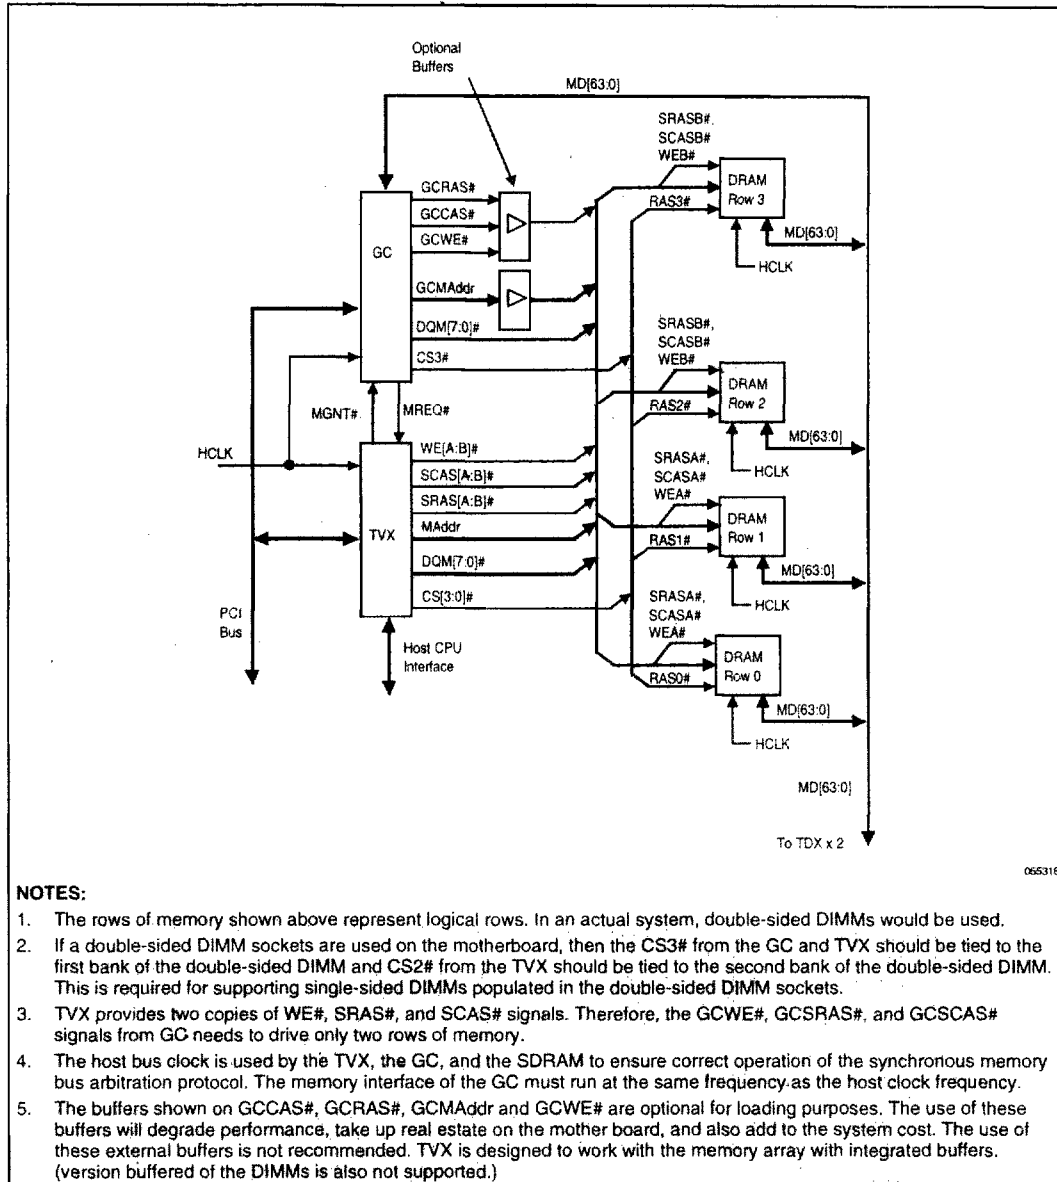 Optional
Buffers
MD[63:0]
SRASB#,
SCASB#
WEB#
GCRAS#
GCCAS#
GCWE#
GC
GCMAddr
DQM[7:0]#
CS3#
RAS3#
DRAM
Row 3
MD[63:0]
HCLK
SRASB#,
SCASB#
WEB#
RAS2#
DRAM
Row 2
MD[63:0]
HCLK
MGNT#
MREQ#
HCLK
WE[A:B]#
SCAS[A:B]#
SRAS[A:B]#
MAddr
TVX
DQM[7:0]#
CS[3:0]#
SRASA#,
SCASA#
WEA#
RAS1#
DRAM
Row 1
MD[63:0]
HCLK
PCI
Bus
Host CPU
Interface
SRASA#,
SCASA#
WEA#
RAS0#
DRAM
Row 0
MD[63:0]
HCLK
MD[63:0]
To TDX x 2
065318
NOTES:
1. The rows of memory shown above represent logical rows. In an actual system, double-sided DIMMs would be used.
2. If a double-sided DIMM sockets are used on the motherboard, then the CS3# from the GC and TVX should be tied to the
first bank of the double-sided DIMM and CS2# from the TVX should be tied to the second bank of the double-sided DIMM.
This is required for supporting single-sided DIMMs populated in the double-sided DIMM sockets.
3. TVX provides two copies of WE#, SRAS#, and SCAS# signals. Therefore, the GCWE#, GCSRAS#, and GCSCAS#
signals from GC needs to drive only two rows of memory.
4. The host bus clock is used by the TVX, the GC, and the SDRAM to ensure correct operation of the synchronous memory
bus arbitration protocol. The memory interface of the GC must run at the same frequency as the host clock frequency.
5. The buffers shown on GCCAS#, GCRAS#, GCMAddr and GCWE# are optional for loading purposes. The use of these
buffers will degrade performance, take up real estate on the mother board, and also add to the system cost. The use of
these external buffers is not recommended. TVX is designed to work with the memory array with integrated buffers.
(version buffered of the DIMMs is also not supported.)